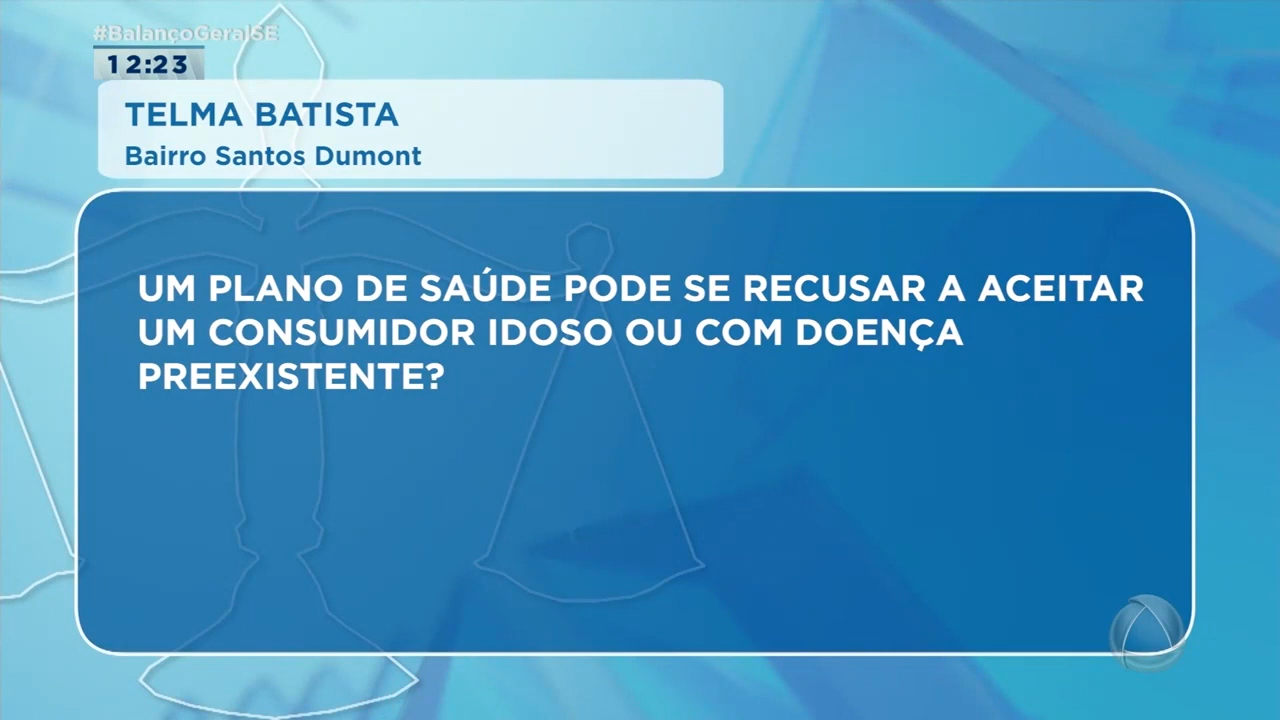 #BalançoGeralSE
12:23
TELMA BATISTA
Bairro Santos Dumont
UM PLANO DE SAÚDE PODE SE RECUSAR A ACEITAR
UM CONSUMIDOR IDOSO OU COM DOENÇA
PREEXISTENTE?